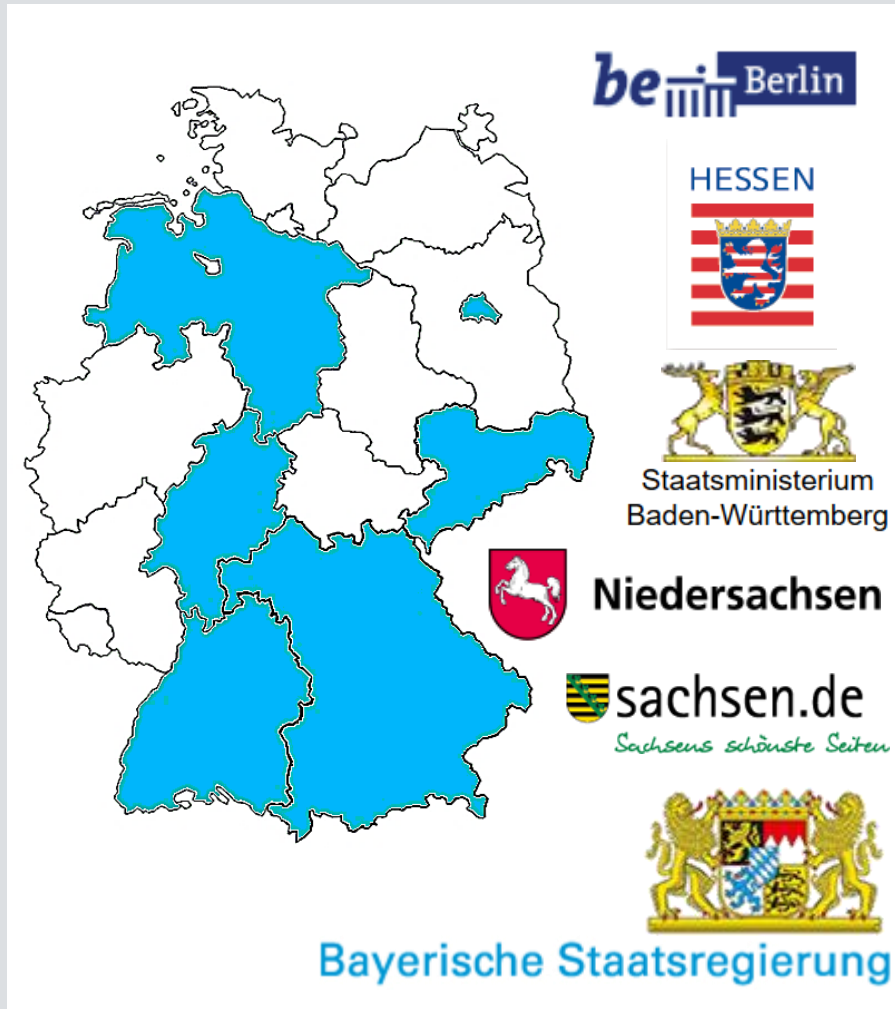 be Berlin
HESSEN
Staatsministerium
Baden-Württemberg
Niedersachsen
sachsen.de
Sachsens schönste Seiten
Bayerische Staatsregierung